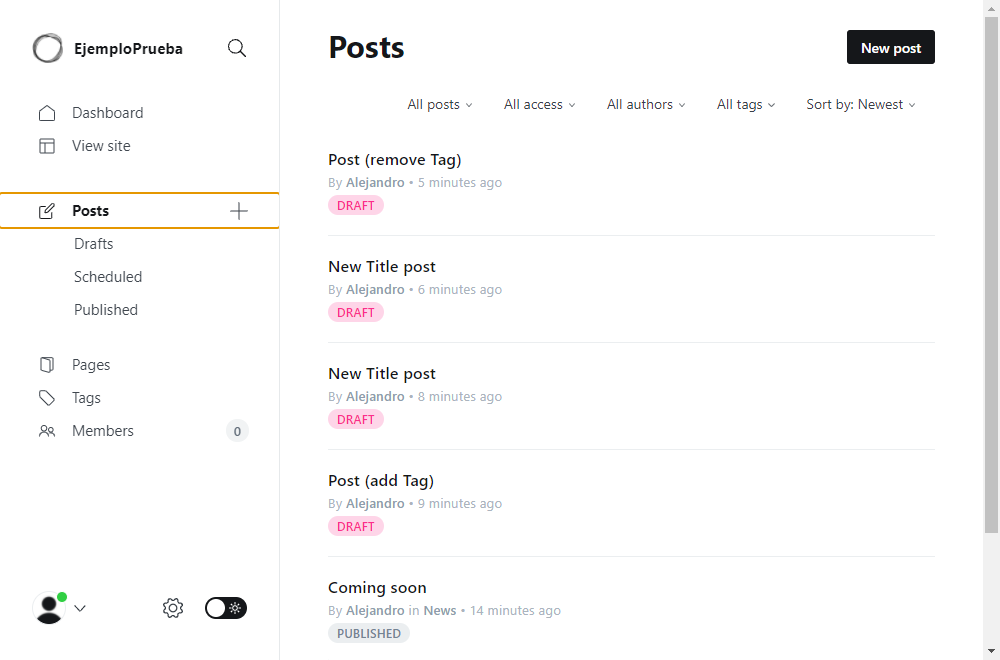 EjemploPrueba
Dashboard
View site
Posts
Drafts
Scheduled
Published
Pages
Tags
Members 0
Posts
New post
All posts All access All authors All tags Sort by: Newest
Post (remove Tag)
By Alejandro • 5 minutes ago
DRAFT
New Title post
By Alejandro • 6 minutes ago
DRAFT
New Title post
By Alejandro • 8 minutes ago
DRAFT
Post (add Tag)
By Alejandro • 9 minutes ago
DRAFT
Coming soon
By Alejandro in News • 14 minutes ago
PUBLISHED